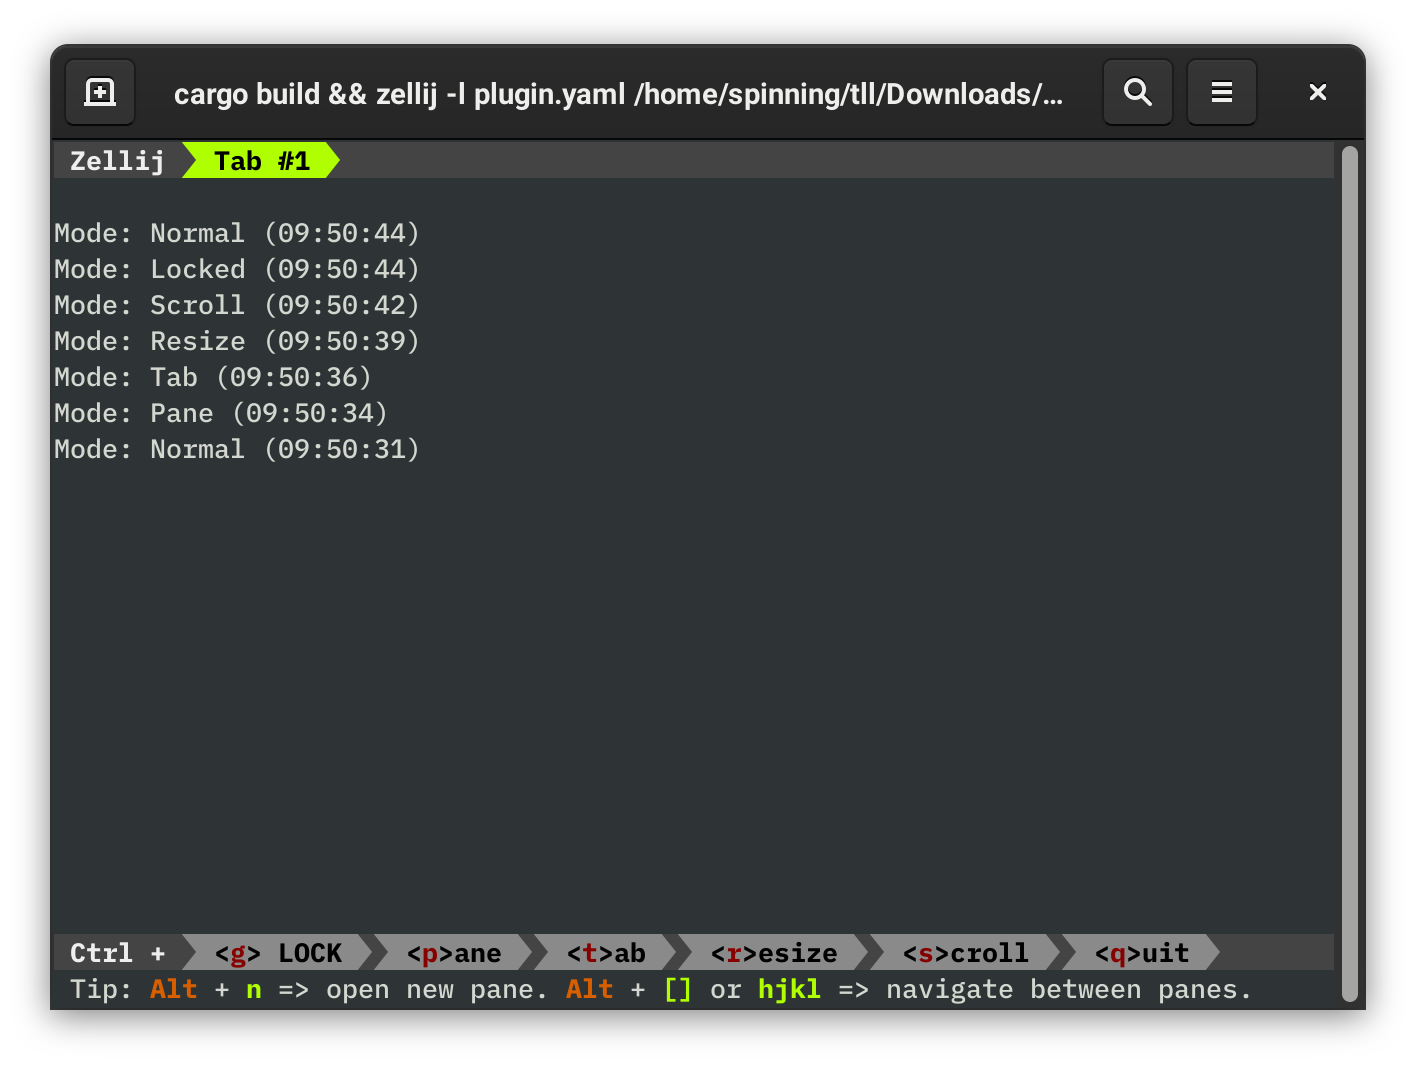 cargo build && zellij -l plugin.yaml /home/spinning/tll/Downloads/...
Zellij Tab #1
Mode: Normal (09:50:44)
Mode: Locked (09:50:44)
Mode: Scroll (09:50:42)
Mode: Resize (09:50:39)
Mode: Tab (09:50:36)
Mode: Pane (09:50:34)
Mode: Normal (09:50:31)
Ctrl + <g> LOCK <p>ane <t>ab <r>esize <s>croll <q>uit
Tip: Alt + n => open new pane. Alt + [] or hjkl => navigate between panes.